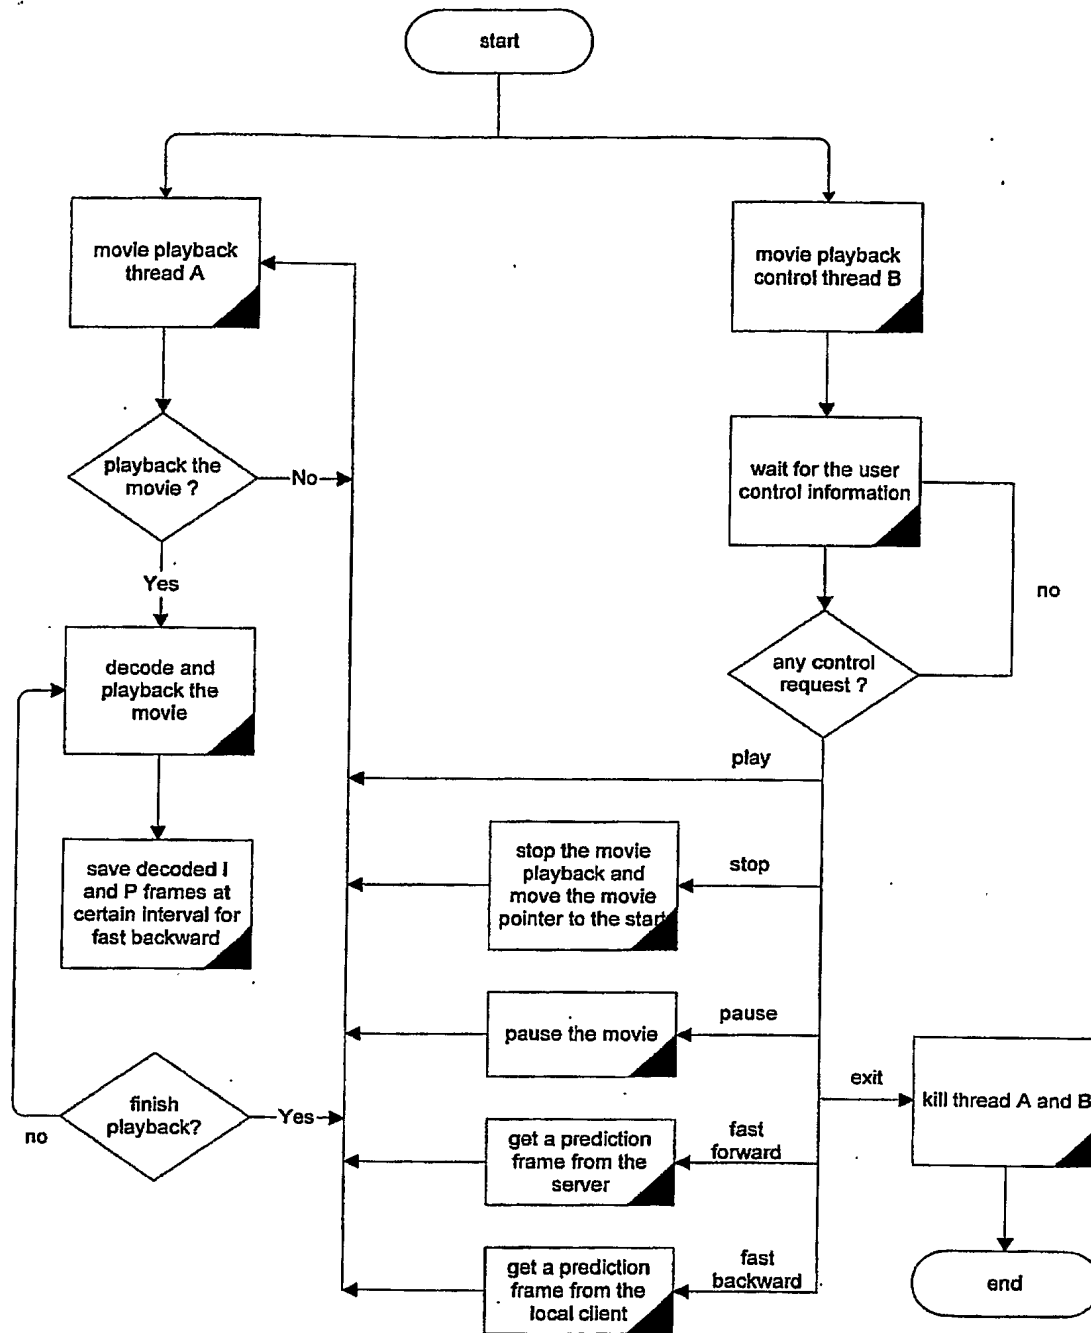 start
movie playback
thread A
movie playback
control thread B
playback the
movie ?
No
wait for the user
control information
Yes
no
decode and
playback the
movie
any control
request ?
play
save decoded I
and P frames at
certain interval for
fast backward
stop the movie
playback and
move the movie
pointer to the start
stop
pause the movie
pause
exit
kill thread A and B
finish
playback?
no
Yes
get a prediction
frame from the
server
fast
forward
get a prediction
frame from the
local client
fast
backward
end